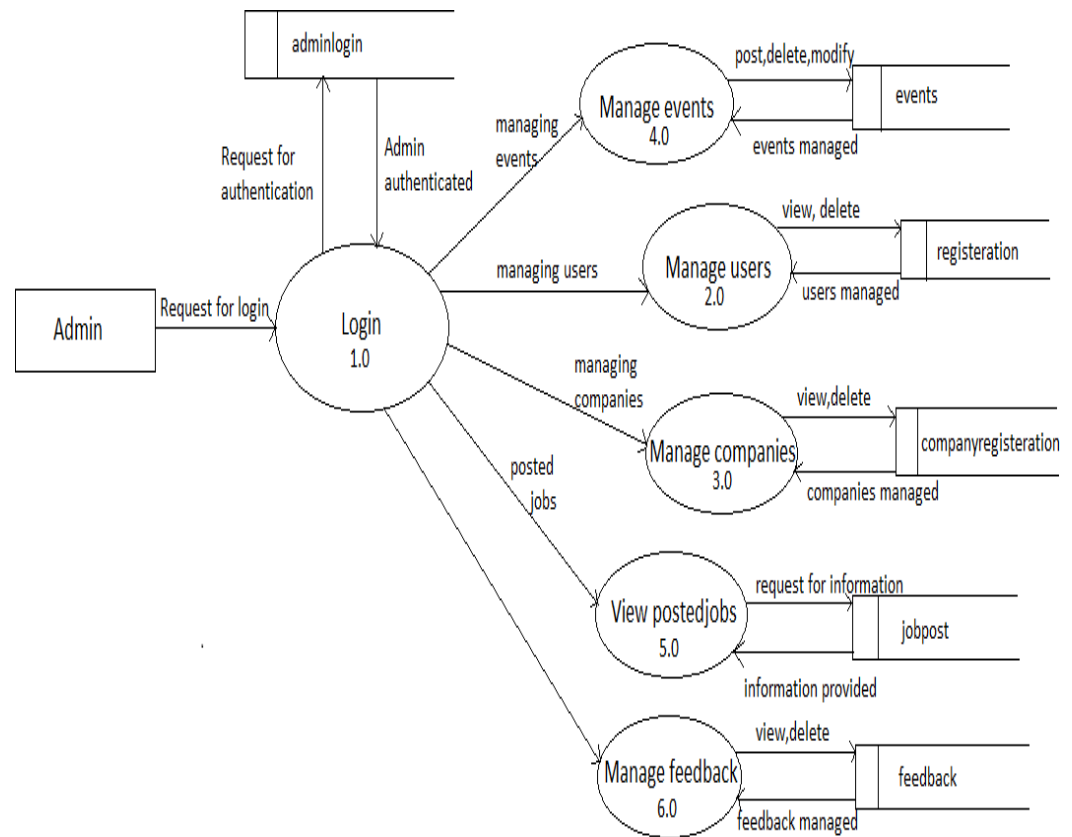 adminlogin
Request for
authentication
Admin
authenticated
Admin
Request for login
Login
1.0
managing
events
Manage events
4.0
post,delete,modify
events
events managed
managing users
Manage users
2.0
view, delete
registeration
users managed
managing
companies
Manage companies
3.0
view,delete
companyregisteration
companies managed
posted
jobs
View postedjobs
5.0
request for information
jobpost
information provided
Manage feedback
6.0
view,delete
feedback
feedback managed